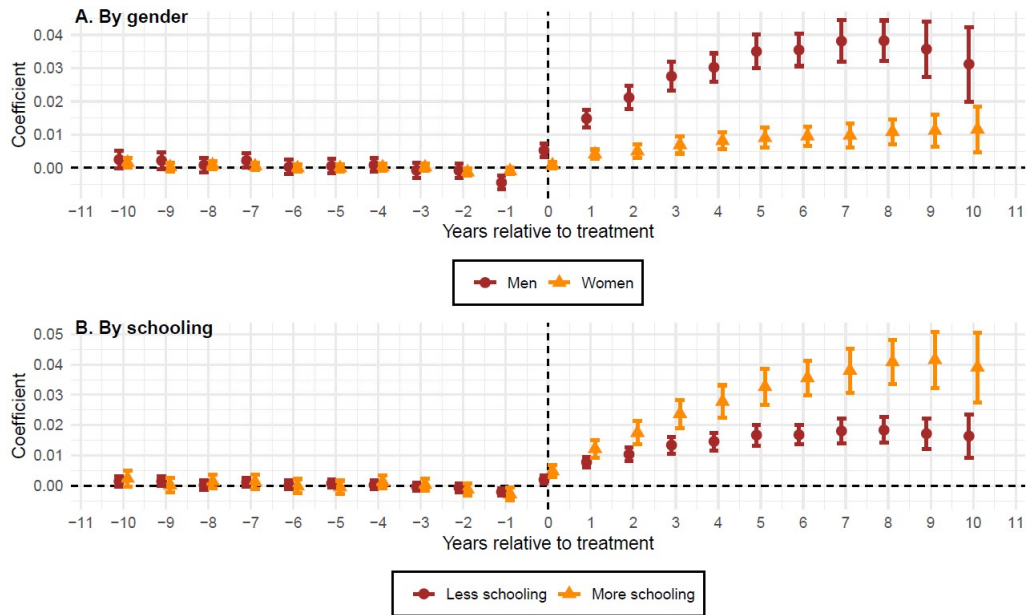 A. By gender
0.04
0.03
0.02
0.01
0.00
Coefficient
−11 −10 −9 −8 −7 −6 −5 −4 −3 −2 −1 0 1 2 3 4 5 6 7 8 9 10 11
Years relative to treatment
Men Women
B. By schooling
0.05
0.04
0.03
0.02
0.01
0.00
Coefficient
−11 −10 −9 −8 −7 −6 −5 −4 −3 −2 −1 0 1 2 3 4 5 6 7 8 9 10 11
Years relative to treatment
Less schooling More schooling